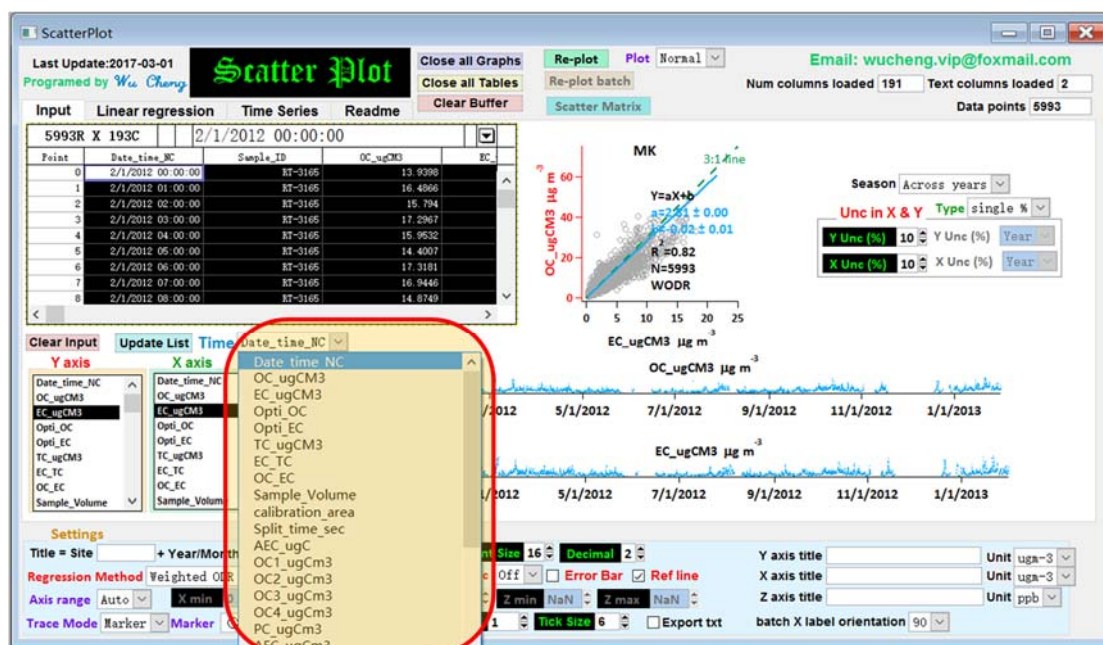 ScatterPlot
Last Update:2017-03-01
Programed by Wu Cheng
Scatter Plot
Close all Graphs
Close all Tables
Clear Buffer
Re-plot Plot Normal
Re-plot batch
Scatter Matrix
Email: wucheng.vip@foxmail.com
Num columns loaded 191 Text columns loaded 2
Data points 5993
Input Linear regression Time Series Readme
5993R X 193C 2/1/2012 00:00:00
Point Date_time_NC Sample_ID OC_ugCM3 EC_
0 2/1/2012 00:00:00 RT-3165 13.9398
1 2/1/2012 01:00:00 RT-3165 16.4866
2 2/1/2012 02:00:00 RT-3165 15.794
3 2/1/2012 03:00:00 RT-3165 17.2967
4 2/1/2012 04:00:00 RT-3165 15.9532
5 2/1/2012 05:00:00 RT-3165 14.4007
6 2/1/2012 06:00:00 RT-3165 17.3181
7 2/1/2012 07:00:00 RT-3165 16.9446
8 2/1/2012 08:00:00 RT-3165 14.8749
MK
3:1 line
Y=aX+b
± 0.00
± 0.01
R2=0.82
N=5993
WODR
OC_ugCM3 µg m-3
60
40
20
0
0 5 10 15 20 25
EC_ugCM3 µg m-3
Season Across years
Unc in X & Y Type single %
Y Unc (%) 10 Y Unc (%) Year
X Unc (%) 10 X Unc (%) Year
Clear Input Update List Time Date_time_NC
Y axis
Date_time_NC
OC_ugCM3
EC_ugCM3
Opti_OC
Opti_EC
TC_ugCM3
EC_TC
OC_EC
Sample_Volume
X axis
Date_time_NC
OC_ugCM3
EC_ugCM3
Opti_OC
Opti_EC
TC_ugCM3
EC_TC
OC_EC
Sample_Volum
Date_time_NC
OC_ugCM3
EC_ugCM3
Opti_OC
Opti_EC
TC_ugCM3
EC_TC
OC_EC
Sample_Volume
calibration_area
Split_time_sec
AEC_ugC
OC1_ugCm3
OC2_ugCm3
OC3_ugCm3
OC4_ugCm3
PC_ugCm3
AEC_ugCm3
OC_ugCM3 µg m-3
/2012 5/1/2012 7/1/2012 9/1/2012 11/1/2012 1/1/2013
EC_ugCM3 µg m-3
/2012 5/1/2012 7/1/2012 9/1/2012 11/1/2012 1/1/2013
Settings
Title = Site + Year/Month
Size 16 Decimal 2
Y axis title Unit ugm-3
Regression Method Weighted ODR
Off Error Bar Ref line
X axis title Unit ugm-3
Axis range Auto X min
Z min NaN Z max NaN
Z axis title Unit ppb
Trace Mode Marker Marker
1 Tick Size 6 Export txt
batch X label orientation 90